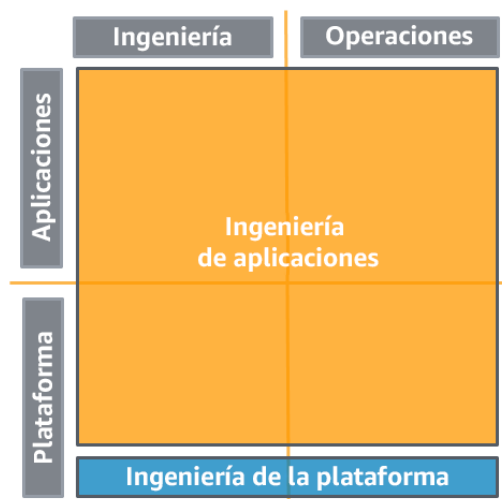 Ingeniería
Operaciones
Aplicaciones
Ingeniería
de aplicaciones
Plataforma
Ingeniería de la plataforma